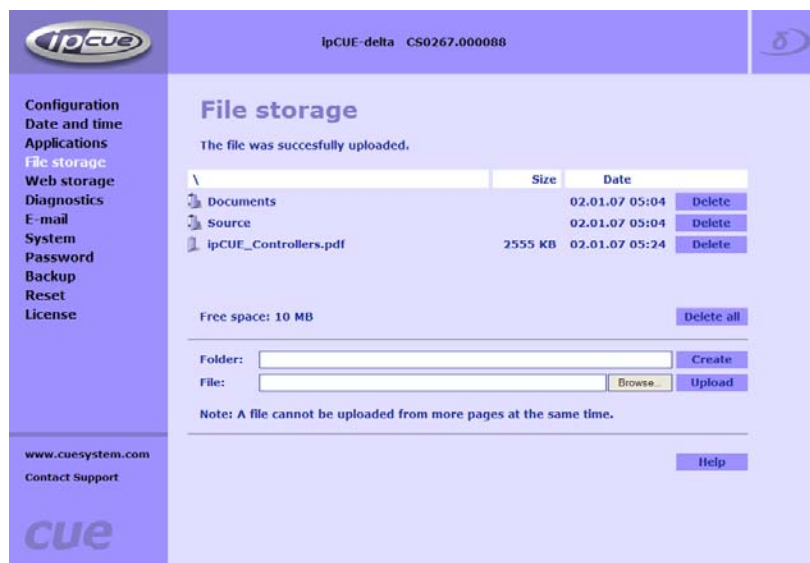 ipcue
ipCUE-delta CS0267.000088
δ
Configuration
Date and time
Applications
File storage
Web storage
Diagnostics
E-mail
System
Password
Backup
Reset
License
www.cuesystem.com
Contact Support
cue
File storage
The file was succesfully uploaded.
\ Size Date
Documents 02.01.07 05:04 Delete
Source 02.01.07 05:04 Delete
ipCUE_Controllers.pdf 2555 KB 02.01.07 05:24 Delete
Free space: 10 MB Delete all
Folder: Create
File: Browse... Upload
Note: A file cannot be uploaded from more pages at the same time.
Help